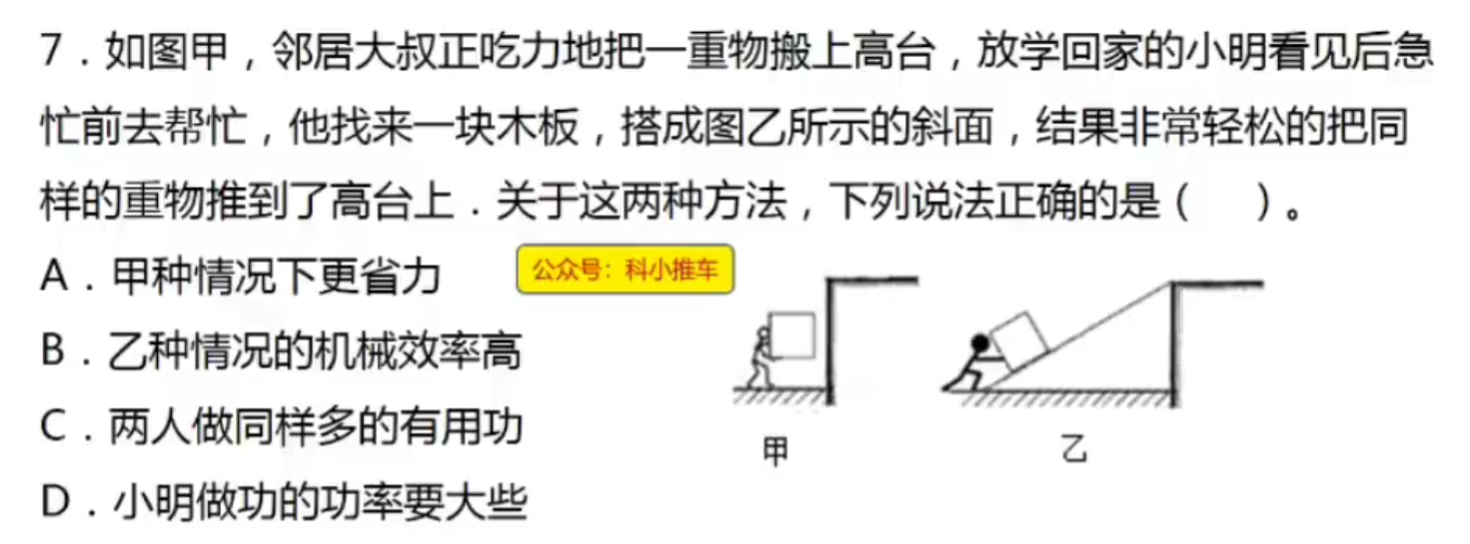 7．如图甲，邻居大叔正吃力地把一重物搬上高台，放学回家的小明看见后急
忙前去帮忙，他找来一块木板，搭成图乙所示的斜面，结果非常轻松的把同
样的重物推到了高台上．关于这两种方法，下列说法正确的是（　）。
A．甲种情况下更省力
公众号：科小推车
B．乙种情况的机械效率高
C．两人做同样多的有用功
甲
乙
D．小明做功的功率要大些